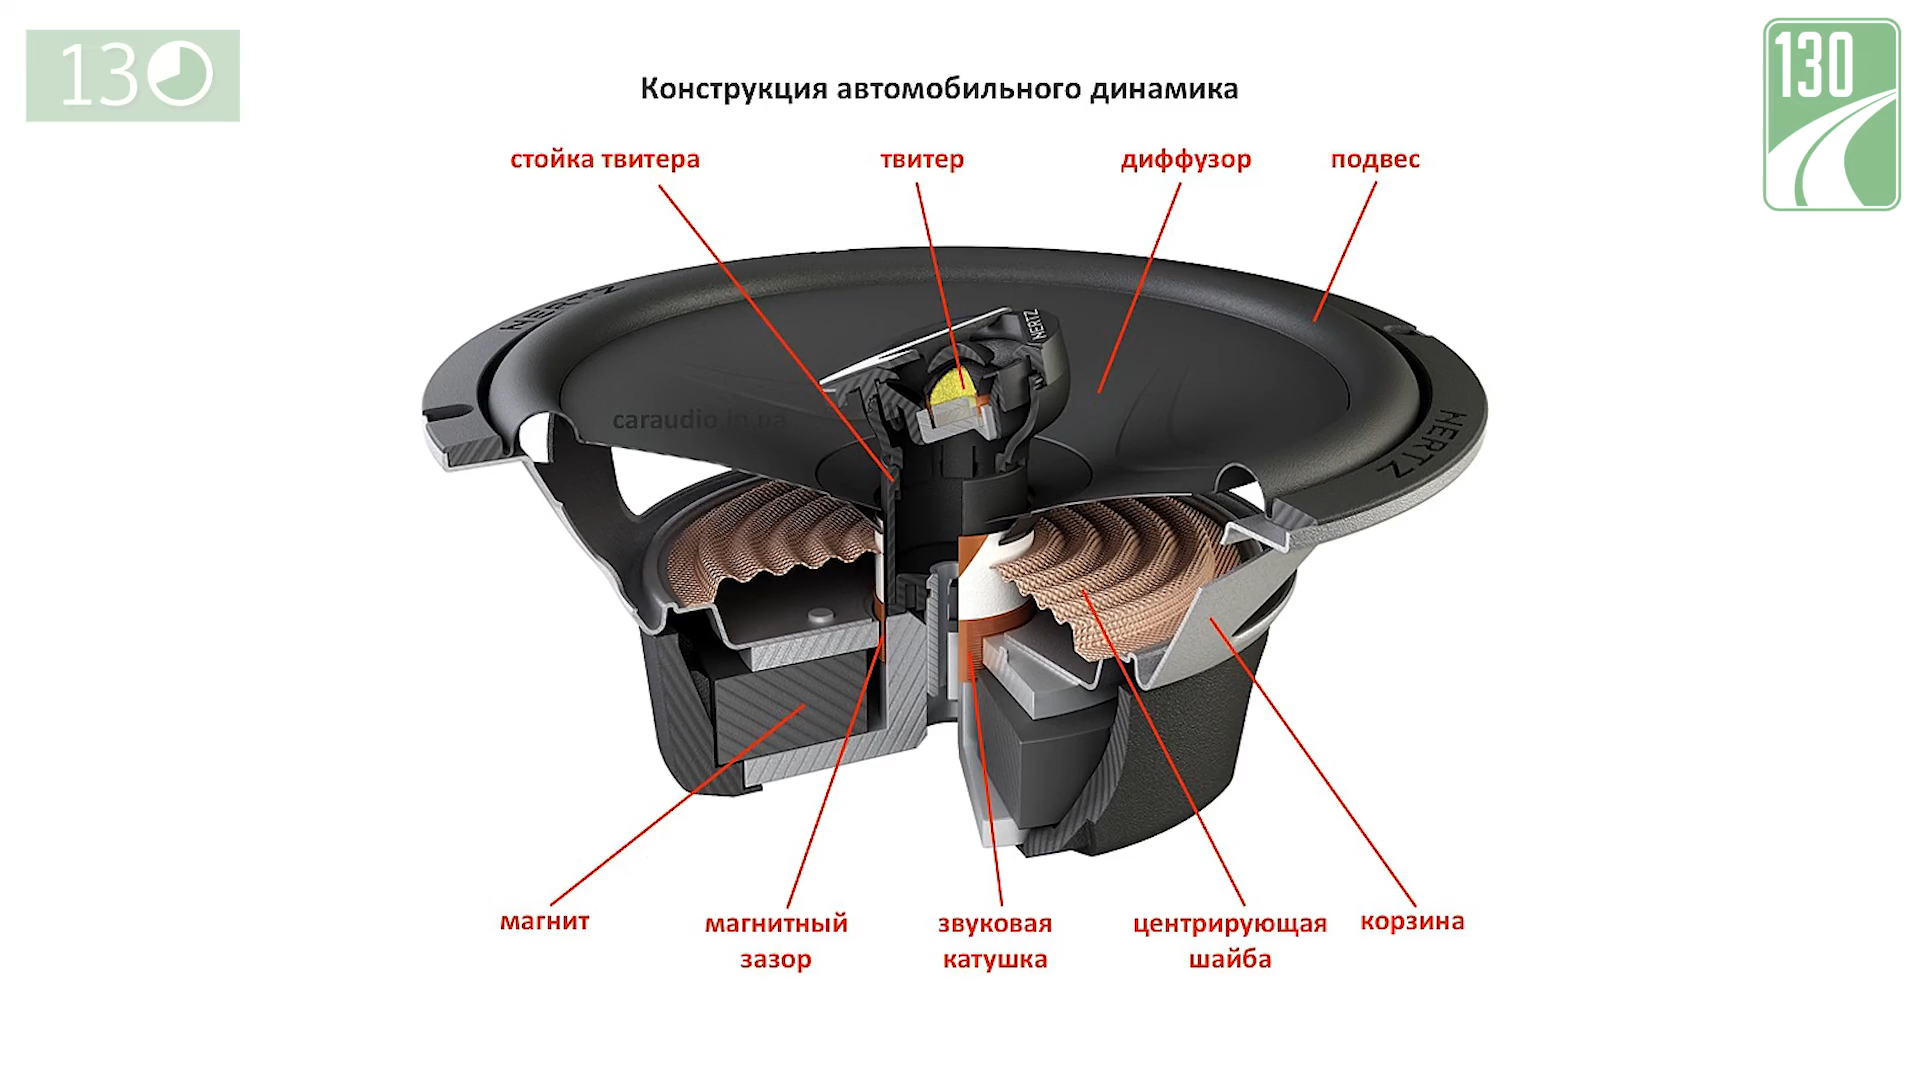 130
130
Конструкция автомобильного динамика
стойка твитера
твитер
диффузор
подвес
HERTZ
HERTZ
caraudio.in.ua
HERTZ
магнит
магнитный
зазор
звуковая
катушка
центрирующая
шайба
корзина